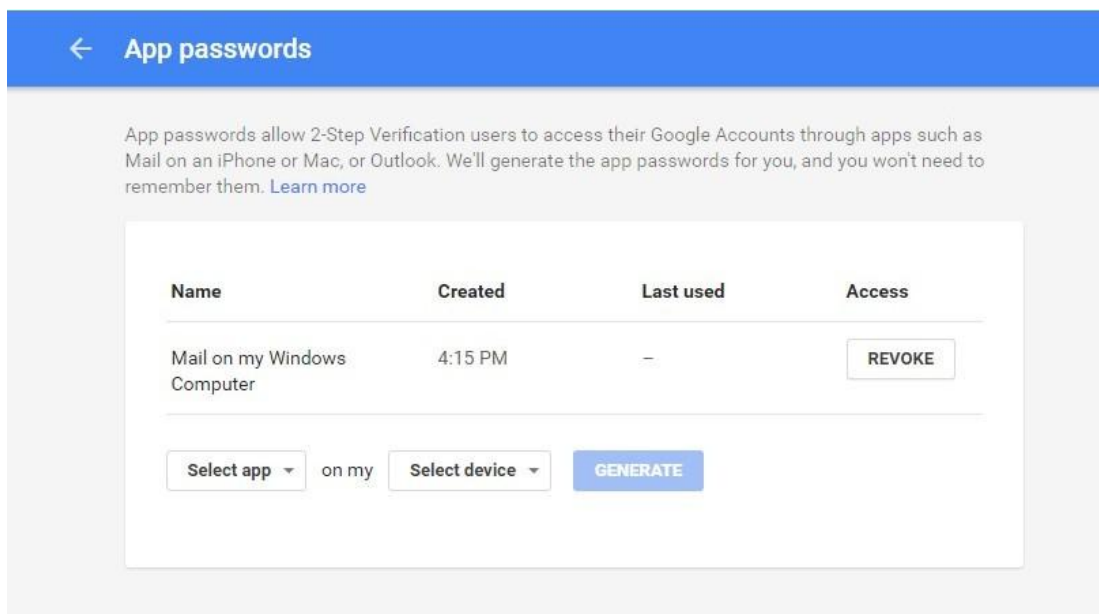 App passwords
App passwords allow 2-Step Verification users to access their Google Accounts through apps such as
Mail on an iPhone or Mac, or Outlook. We'll generate the app passwords for you, and you won't need to
remember them. Learn more
Name Created Last used Access
Mail on my Windows
Computer 4:15 PM – REVOKE
Select app on my Select device GENERATE